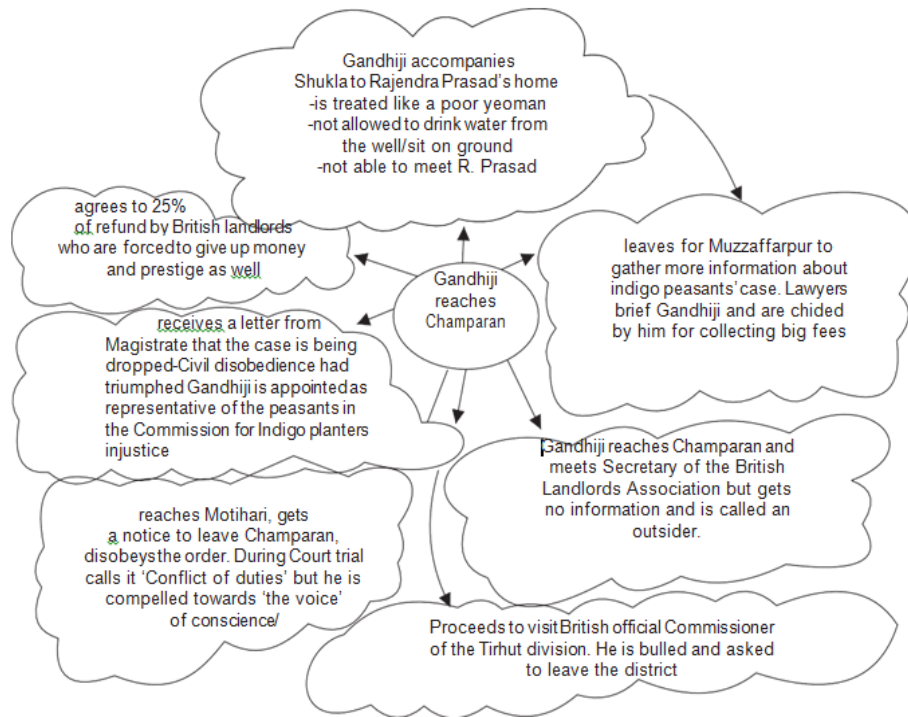 Gandhiji accompanies
Shukla to Rajendra Prasad's home
-is treated like a poor yeoman
-not allowed to drink water from
the well/sit on ground
-not able to meet R. Prasad
agrees to 25%
of refund by British landlords
who are forced to give up money
and prestige as well
Gandhiji
reaches
Champaran
leaves for Muzzaffarpur to
gather more information about
indigo peasants' case. Lawyers
brief Gandhiji and are chided
by him for collecting big fees
receives a letter from
Magistrate that the case is being
dropped-Civil disobedience had
triumphed Gandhiji is appointed as
representative of the peasants in
the Commission for Indigo planters
injustice
Gandhiji reaches Champaran and
meets Secretary of the British
Landlords Association but gets
no information and is called an
outsider.
reaches Motihari, gets
a notice to leave Champaran,
disobeysthe order. During Court trial
calls it 'Conflict of duties' but he is
compelled towards 'the voice'
of conscience/
Proceeds to visit British official Commissioner
of the Tirhut division. He is bulled and asked
to leave the district